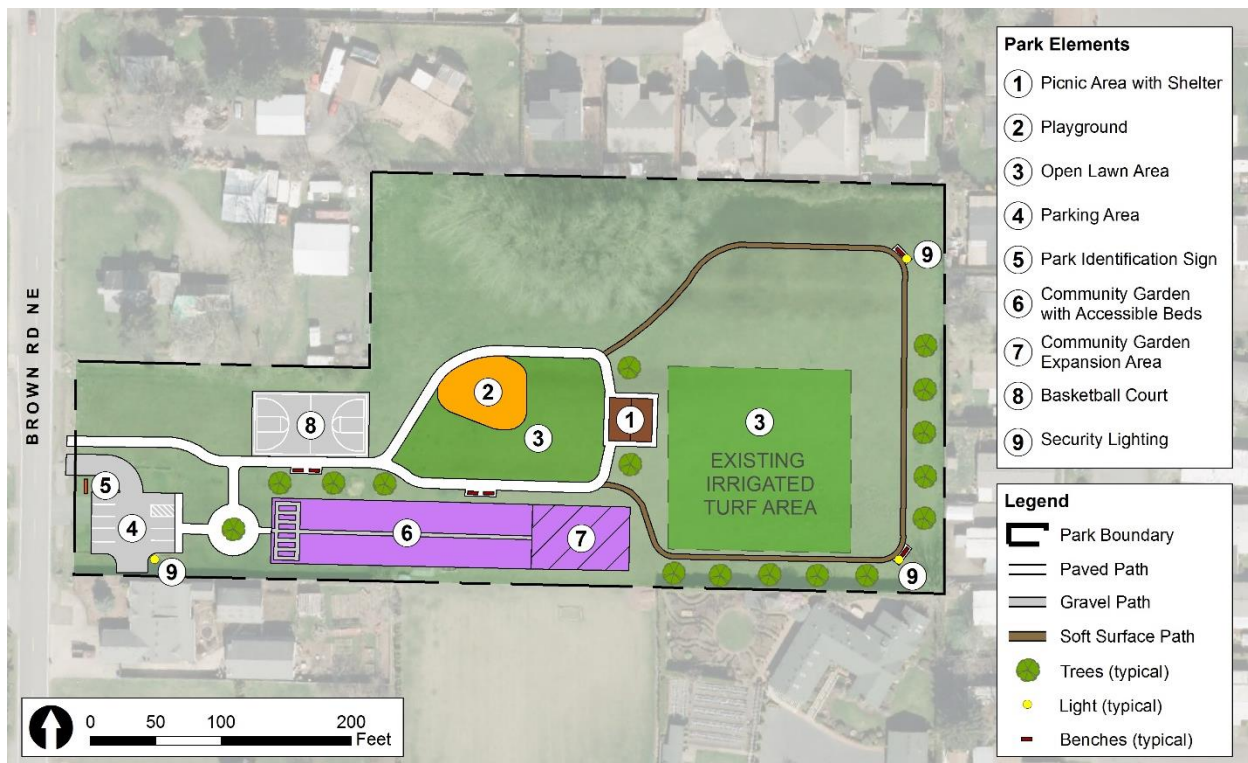 BROWN RD NE
9
2
8
1
3
3
EXISTING
IRRIGATED
TURF AREA
5
4
6
7
9
9
0 50 100 200
Feet
Park Elements
1 Picnic Area with Shelter
2 Playground
3 Open Lawn Area
4 Parking Area
5 Park Identification Sign
6 Community Garden
with Accessible Beds
7 Community Garden
Expansion Area
8 Basketball Court
9 Security Lighting
Legend
Park Boundary
Paved Path
Gravel Path
Soft Surface Path
Trees (typical)
Light (typical)
Benches (typical)